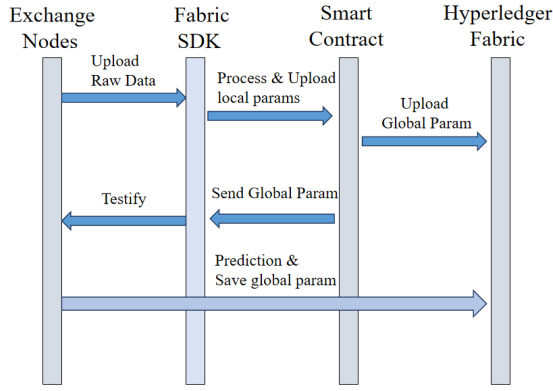 Exchange
Nodes
Fabric
SDK
Smart
Contract
Hyperledger
Fabric
Upload
Raw Data
Process & Upload
local params
Upload
Global Param
Testify
Send Global Param
Prediction &
Save global param